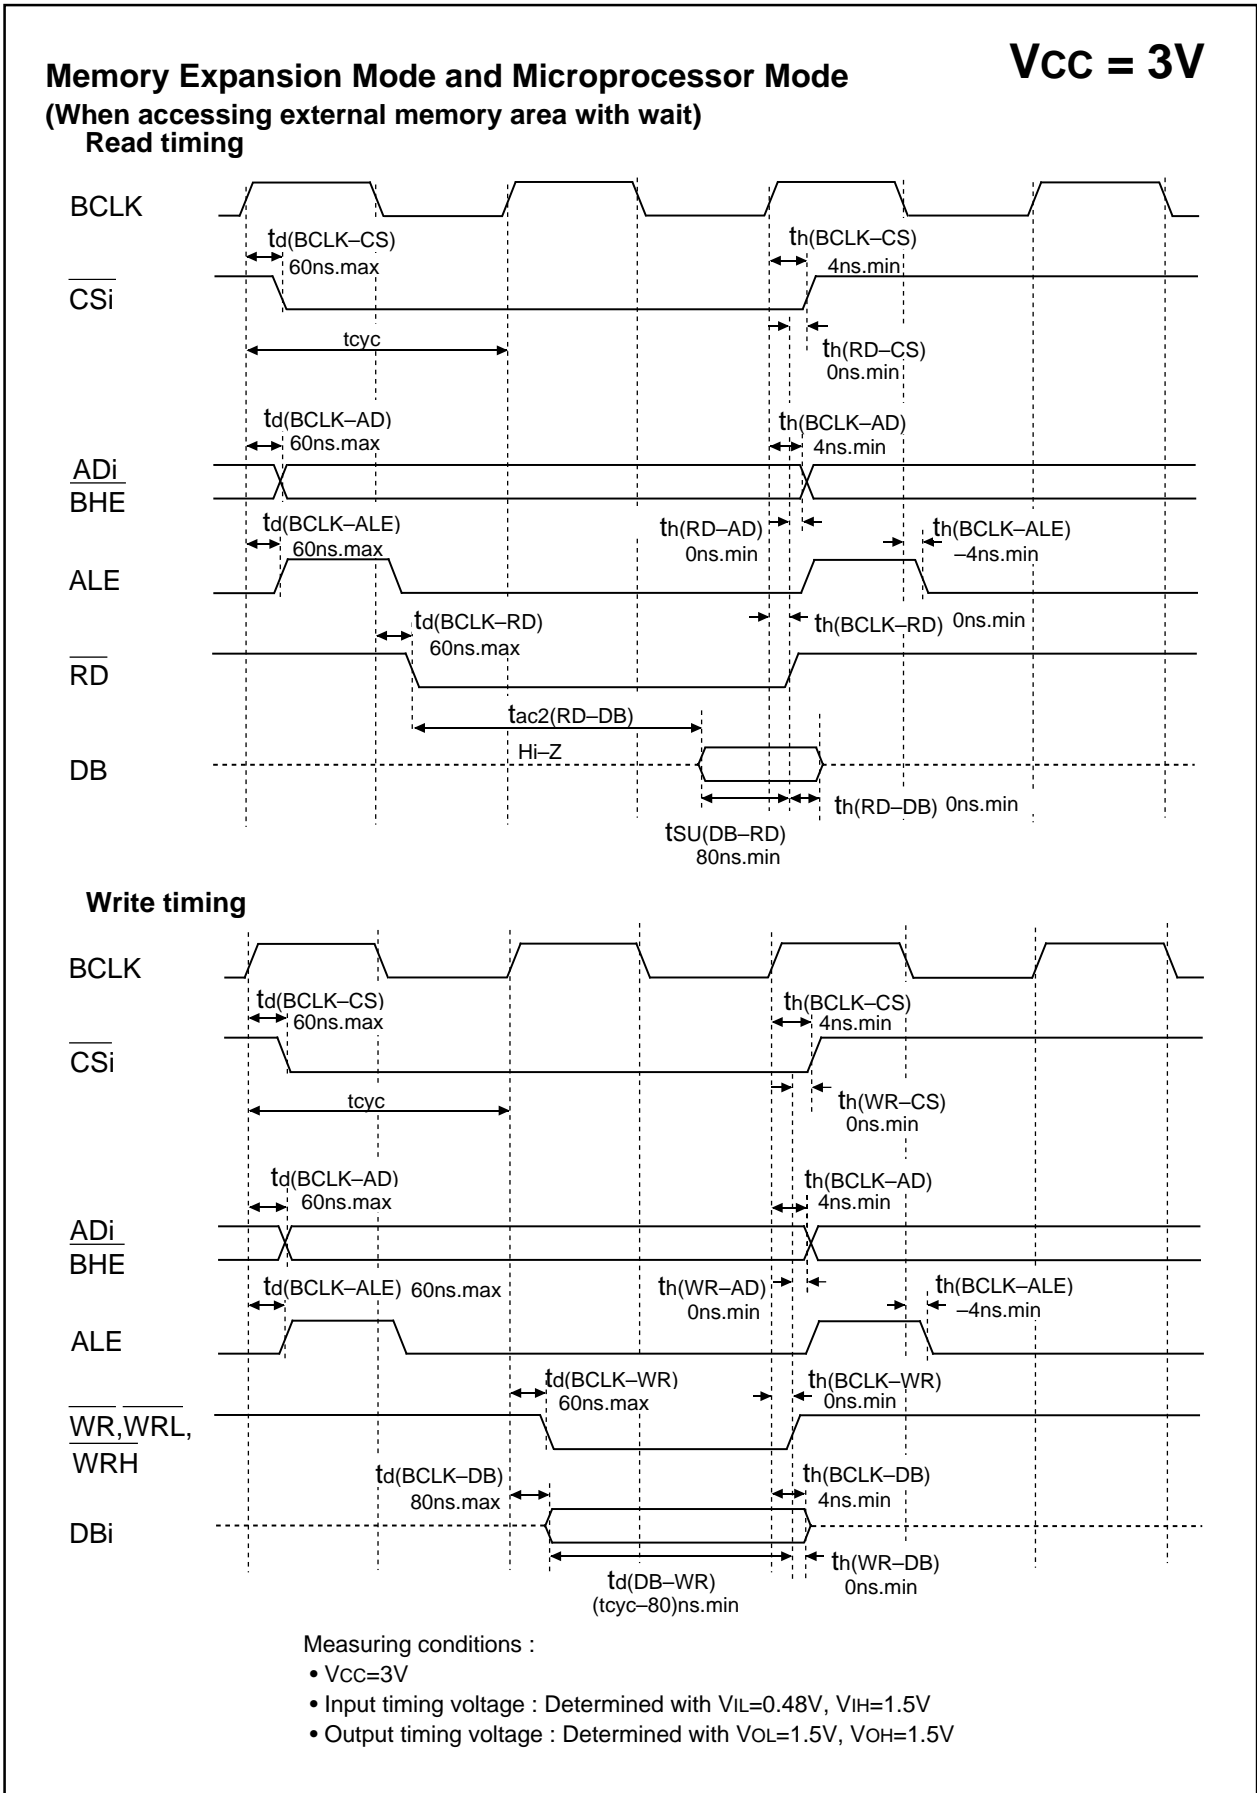 VCC = 3V
Memory Expansion Mode and Microprocessor Mode
(When accessing external memory area with wait)
Read timing
BCLK
td(BCLK–CS)
60ns.max
th(BCLK–CS)
4ns.min
CSi
tcyc
th(RD–CS)
0ns.min
td(BCLK–AD)
60ns.max
th(BCLK–AD)
4ns.min
ADi
BHE
td(BCLK–ALE)
60ns.max
th(RD–AD)
0ns.min
th(BCLK–ALE)
–4ns.min
ALE
td(BCLK–RD)
60ns.max
th(BCLK–RD) 0ns.min
RD
tac2(RD–DB)
Hi–Z
DB
th(RD–DB) 0ns.min
tSU(DB–RD)
80ns.min
Write timing
BCLK
td(BCLK–CS)
60ns.max
th(BCLK–CS)
4ns.min
CSi
tcyc
th(WR–CS)
0ns.min
td(BCLK–AD)
60ns.max
th(BCLK–AD)
4ns.min
ADi
BHE
td(BCLK–ALE) 60ns.max
th(WR–AD)
0ns.min
th(BCLK–ALE)
–4ns.min
ALE
td(BCLK–WR)
60ns.max
th(BCLK–WR)
0ns.min
WR,WRL,
WRH
td(BCLK–DB)
80ns.max
th(BCLK–DB)
4ns.min
DBi
td(DB–WR)
(tcyc–80)ns.min
th(WR–DB)
0ns.min
Measuring conditions :
• VCC=3V
• Input timing voltage : Determined with VIL=0.48V, VIH=1.5V
• Output timing voltage : Determined with VOL=1.5V, VOH=1.5V